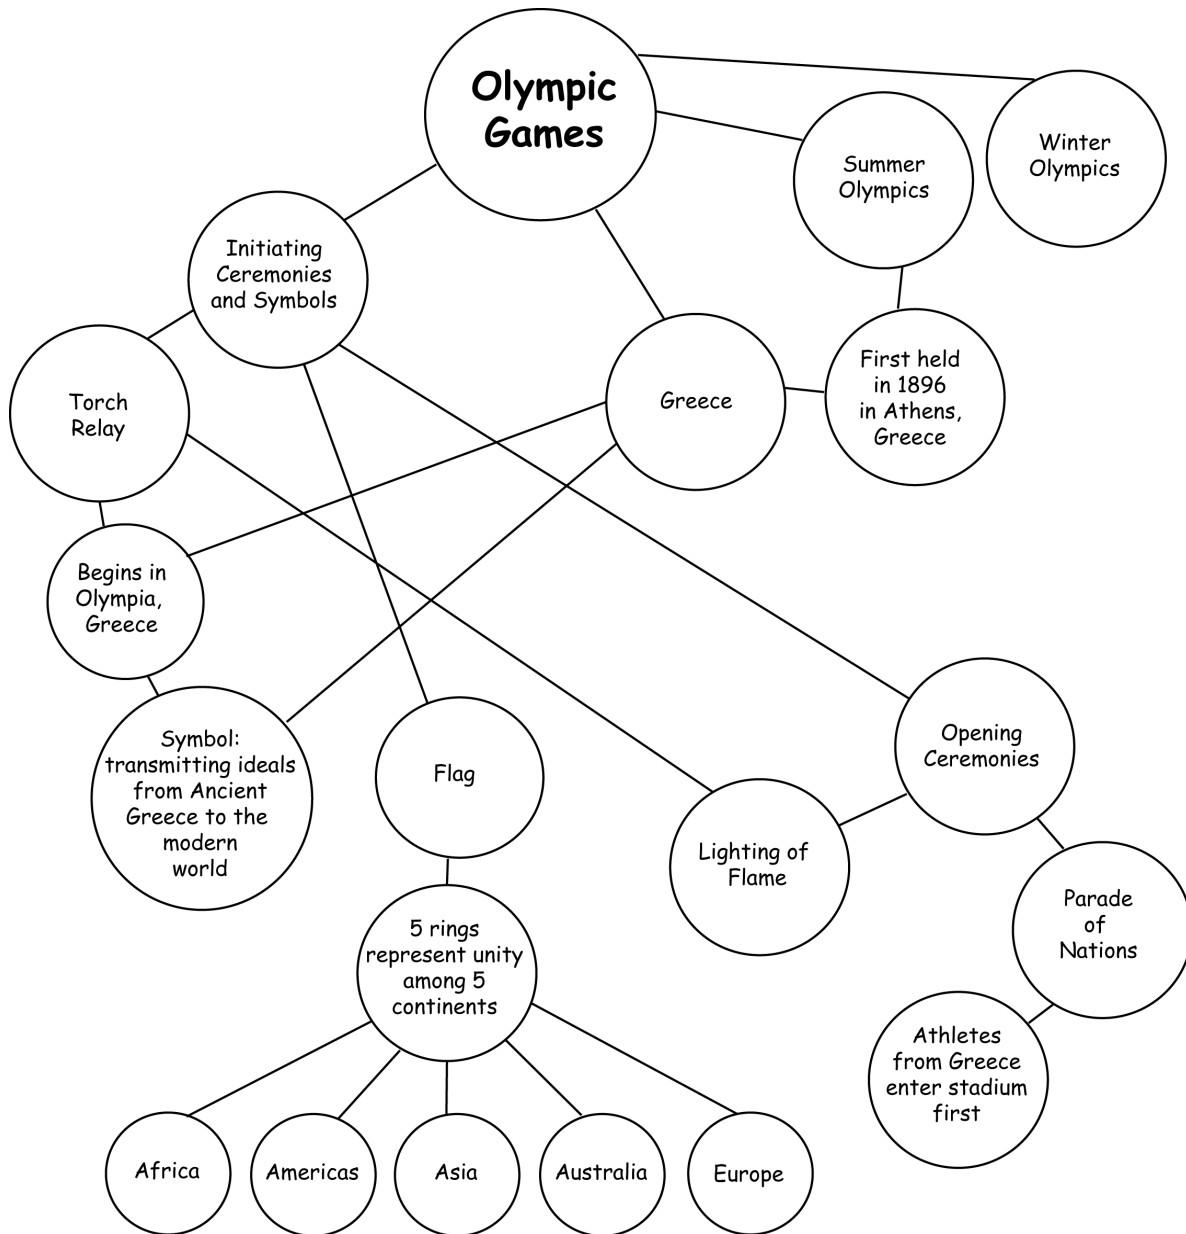 Olympic
Games
Winter
Olympics
Summer
Olympics
Initiating
Ceremonies
and Symbols
Torch
Relay
Greece
First held
in 1896
in Athens,
Greece
Begins in
Olympia,
Greece
Symbol:
transmitting ideals
from Ancient
Greece to the
modern
world
Flag
Opening
Ceremonies
Lighting of
Flame
Parade
of
Nations
5 rings
represent unity
among 5
continents
Athletes
from Greece
enter stadium
first
Africa
Americas
Asia
Australia
Europe